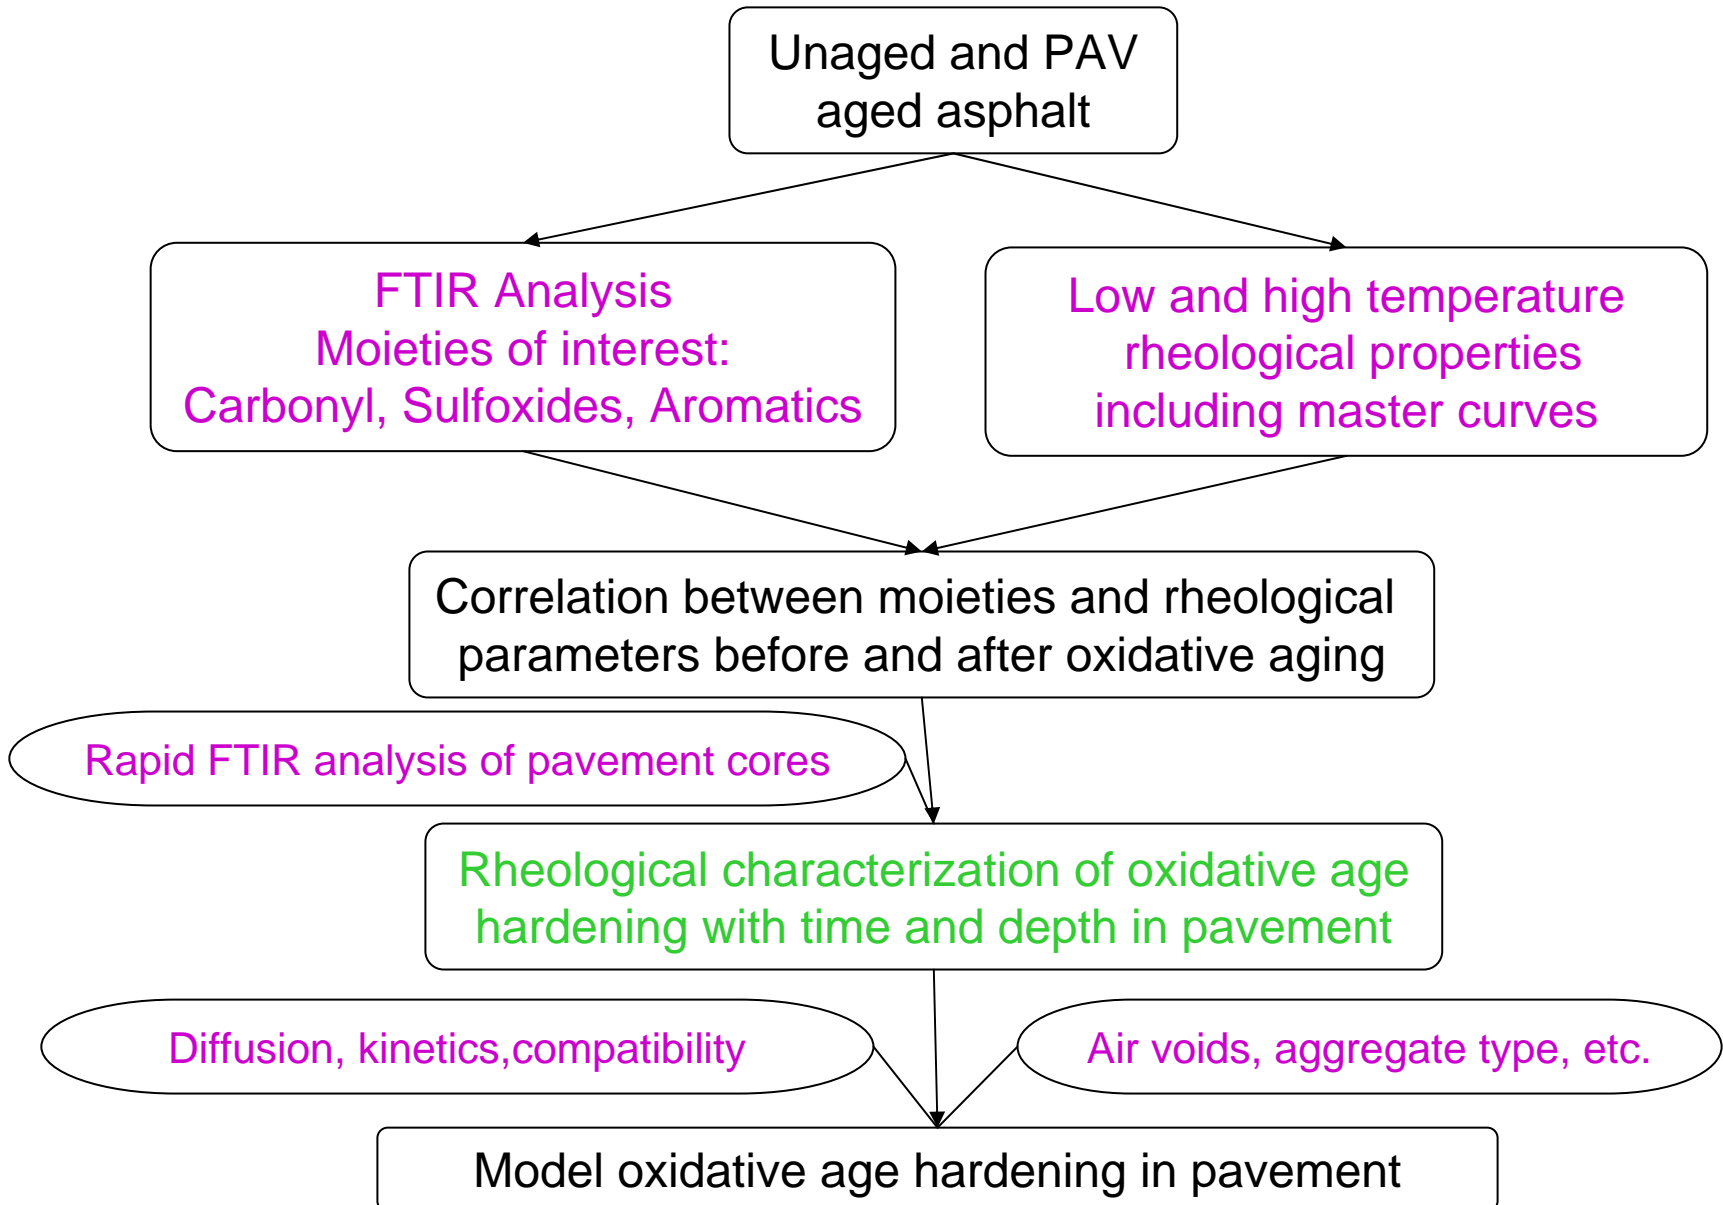 Unaged and PAV
aged asphalt
FTIR Analysis
Moieties of interest:
Carbonyl, Sulfoxides, Aromatics
Low and high temperature
rheological properties
including master curves
Correlation between moieties and rheological
parameters before and after oxidative aging
Rapid FTIR analysis of pavement cores
Rheological characterization of oxidative age
hardening with time and depth in pavement
Diffusion, kinetics,compatibility
Air voids, aggregate type, etc.
Model oxidative age hardening in pavement